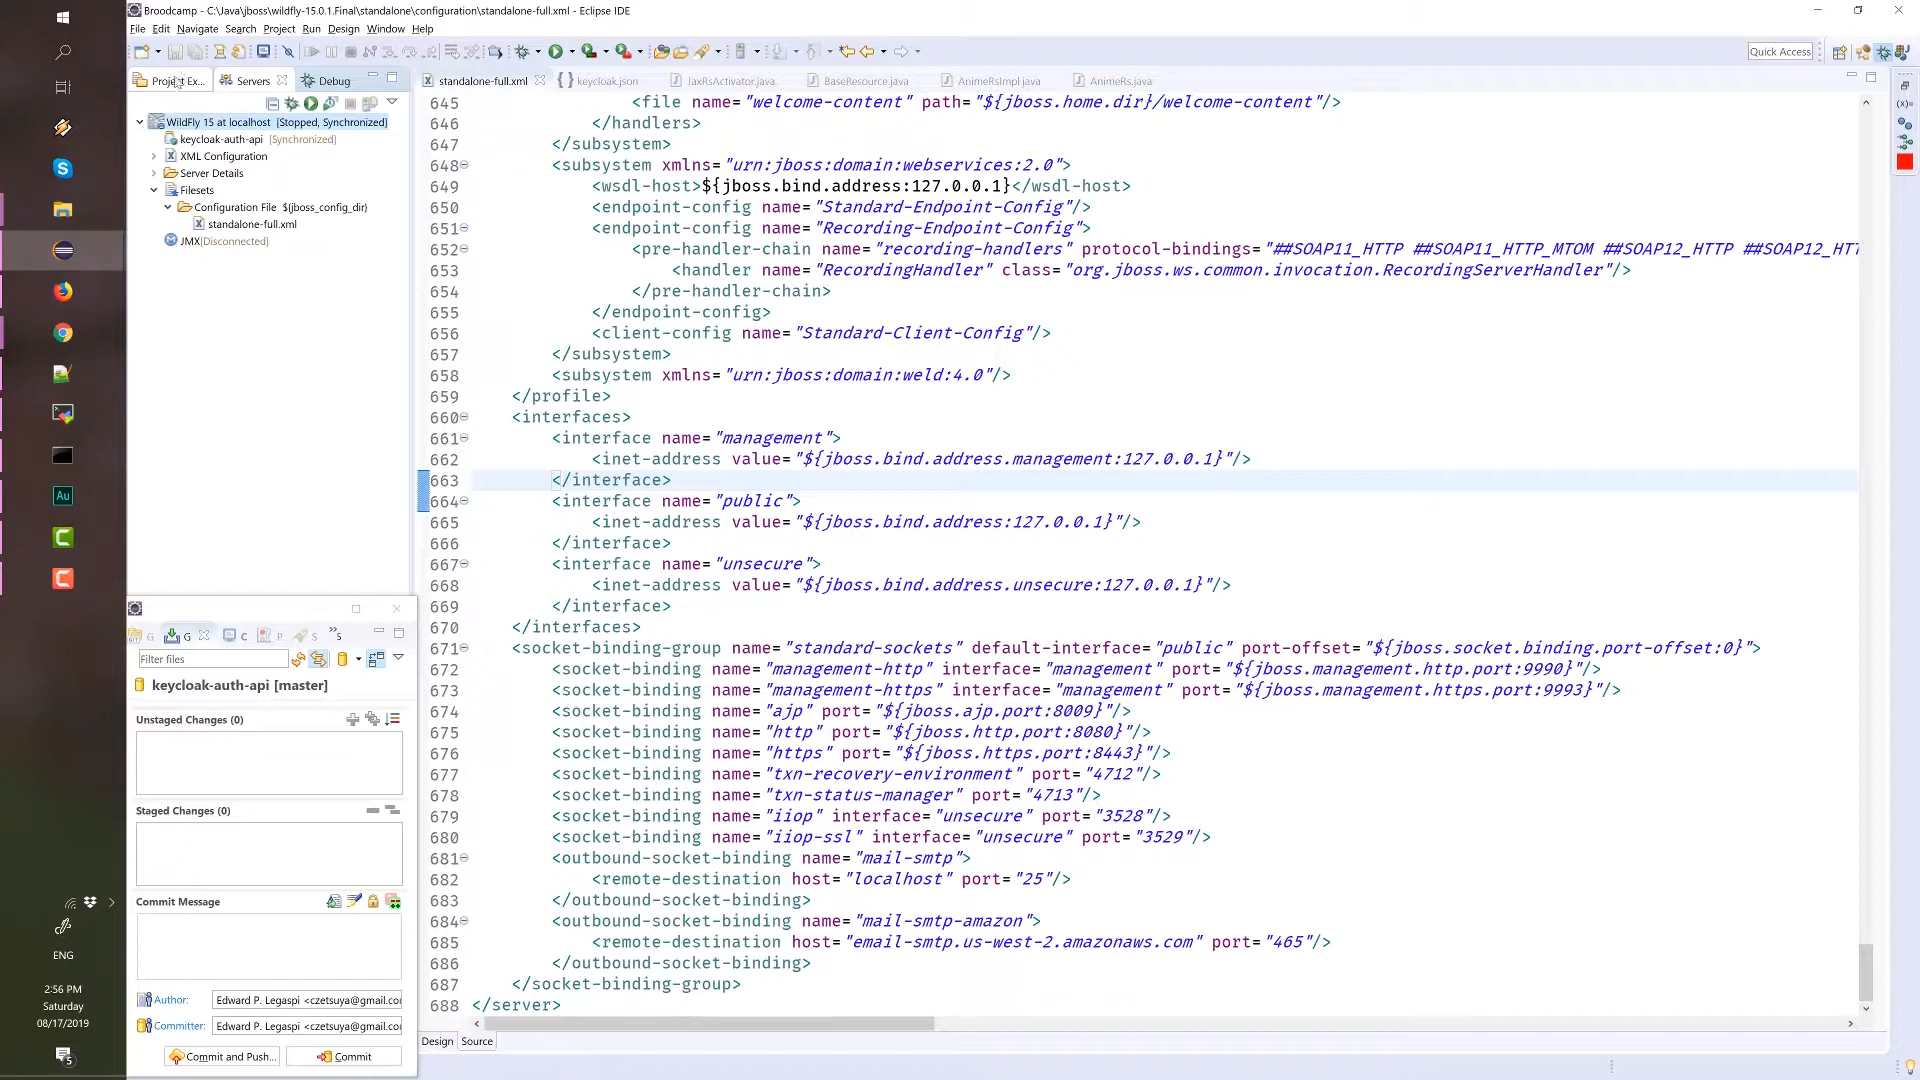 Broodcamp - C:\Java\jboss\wildfly-15.0.1.Final\standalone\configuration\standalone-full.xml - Eclipse IDE
File Edit Navigate Search Project Run Design Window Help
Quick Access
Project Ex... Servers Debug
standalone-full.xml keycloak.json JaxRsActivator.java BaseResource.java AnimeRsImpl.java AnimeRs.java
WildFly 15 at localhost [Stopped, Synchronized]
keycloak-auth-api [Synchronized]
XML Configuration
Server Details
Filesets
Configuration File ${jboss_config_dir}
standalone-full.xml
JMX[Disconnected]
645 <file name="welcome-content" path="${jboss.home.dir}/welcome-content"/>
646 </handlers>
647 </subsystem>
648 <subsystem xmlns="urn:jboss:domain:webservices:2.0">
649 <wsdl-host>${jboss.bind.address:127.0.0.1}</wsdl-host>
650 <endpoint-config name="Standard-Endpoint-Config"/>
651 <endpoint-config name="Recording-Endpoint-Config">
652 <pre-handler-chain name="recording-handlers" protocol-bindings="##SOAP11_HTTP ##SOAP11_HTTP_MTOM ##SOAP12_HTTP ##SOAP12_HTT
653 <handler name="RecordingHandler" class="org.jboss.ws.common.invocation.RecordingServerHandler"/>
654 </pre-handler-chain>
655 </endpoint-config>
656 <client-config name="Standard-Client-Config"/>
657 </subsystem>
658 <subsystem xmlns="urn:jboss:domain:weld:4.0"/>
659 </profile>
660 <interfaces>
661 <interface name="management">
662 <inet-address value="${jboss.bind.address.management:127.0.0.1}"/>
663 </interface>
664 <interface name="public">
665 <inet-address value="${jboss.bind.address:127.0.0.1}"/>
666 </interface>
667 <interface name="unsecure">
668 <inet-address value="${jboss.bind.address.unsecure:127.0.0.1}"/>
669 </interface>
670 </interfaces>
671 <socket-binding-group name="standard-sockets" default-interface="public" port-offset="${jboss.socket.binding.port-offset:0}">
672 <socket-binding name="management-http" interface="management" port="${jboss.management.http.port:9990}"/>
673 <socket-binding name="management-https" interface="management" port="${jboss.management.https.port:9993}"/>
674 <socket-binding name="ajp" port="${jboss.ajp.port:8009}"/>
675 <socket-binding name="http" port="${jboss.http.port:8080}"/>
676 <socket-binding name="https" port="${jboss.https.port:8443}"/>
677 <socket-binding name="txn-recovery-environment" port="4712"/>
678 <socket-binding name="txn-status-manager" port="4713"/>
679 <socket-binding name="iiop" interface="unsecure" port="3528"/>
680 <socket-binding name="iiop-ssl" interface="unsecure" port="3529"/>
681 <outbound-socket-binding name="mail-smtp">
682 <remote-destination host="localhost" port="25"/>
683 </outbound-socket-binding>
684 <outbound-socket-binding name="mail-smtp-amazon">
685 <remote-destination host="email-smtp.us-west-2.amazonaws.com" port="465"/>
686 </outbound-socket-binding>
687 </socket-binding-group>
688 </server>
Design Source
G G C P S »5
Filter files
keycloak-auth-api [master]
Unstaged Changes (0)
Staged Changes (0)
Commit Message
Author: Edward P. Legaspi <czetsuya@gmail.co
Committer: Edward P. Legaspi <czetsuya@gmail.co
Commit and Push... Commit
Au
ENG
2:56 PM
Saturday
08/17/2019
5